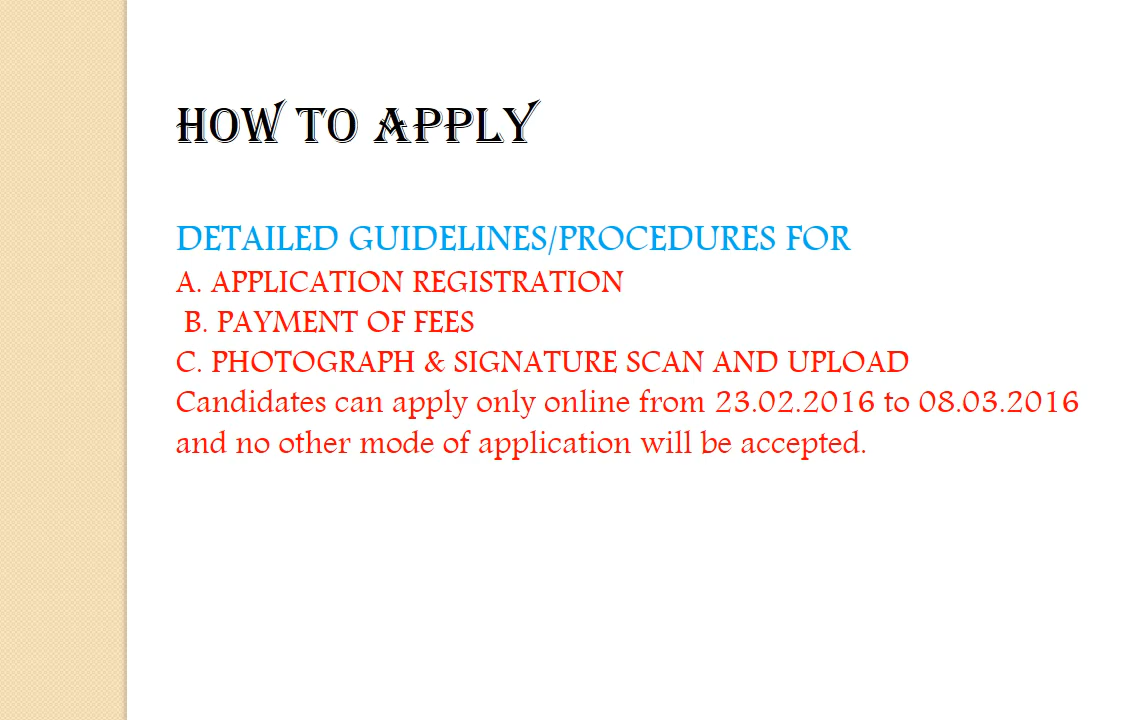 HOW TO APPLY
DETAILED GUIDELINES/PROCEDURES FOR
A. APPLICATION REGISTRATION
B. PAYMENT OF FEES
C. PHOTOGRAPH & SIGNATURE SCAN AND UPLOAD
Candidates can apply only online from 23.02.2016 to 08.03.2016
and no other mode of application will be accepted.